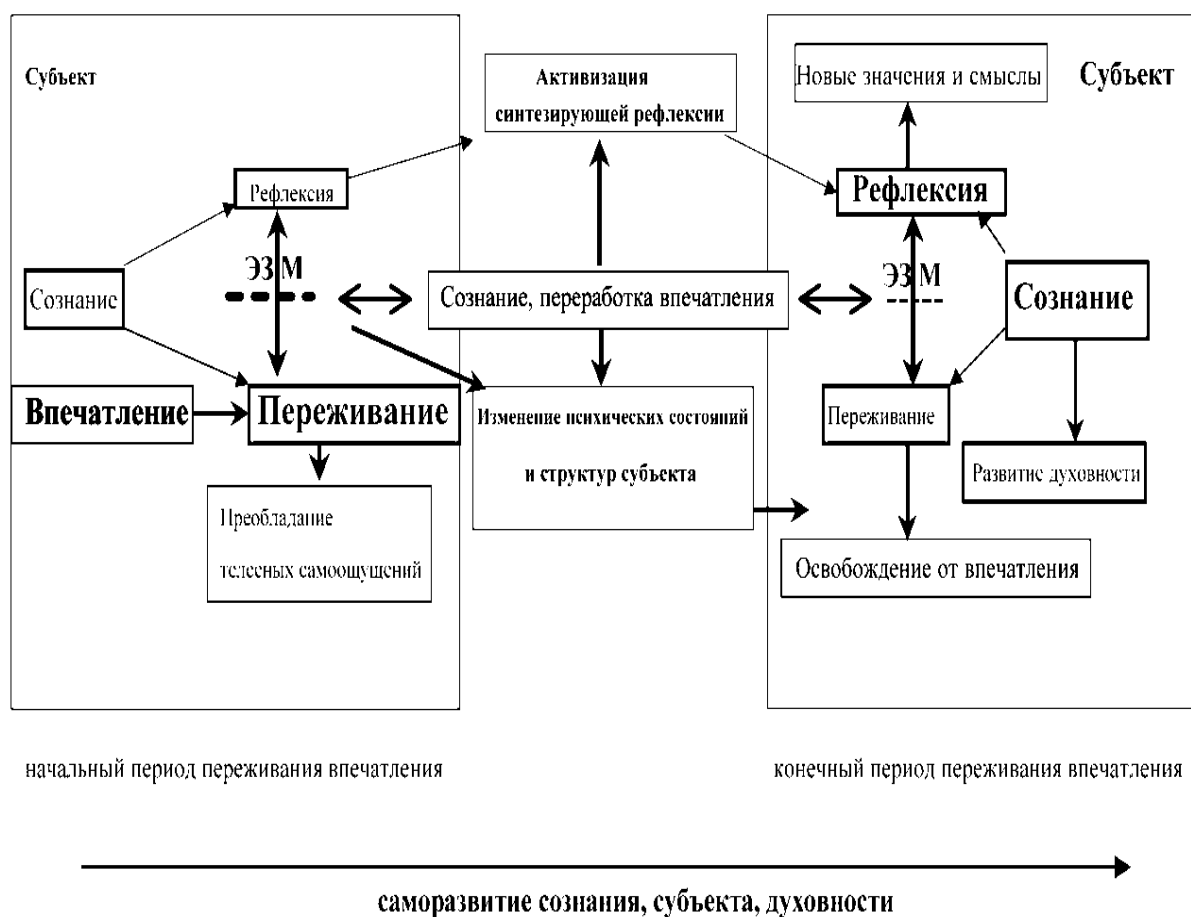 Субъект
Рефлексия
ЭЗ М
Сознание
Впечатление
Переживание
Преобладание
телесных самоощущений
Активизация
синтезирующей рефлексии
Сознание, переработка впечатления
Изменение психических состояний
и структур субъекта
Новые значения и смыслы
Субъект
Рефлексия
ЭЗ М
Сознание
Переживание
Развитие духовности
Освобождение от впечатления
начальный период переживания впечатления
конечный период переживания впечатления
саморазвитие сознания, субъекта, духовности